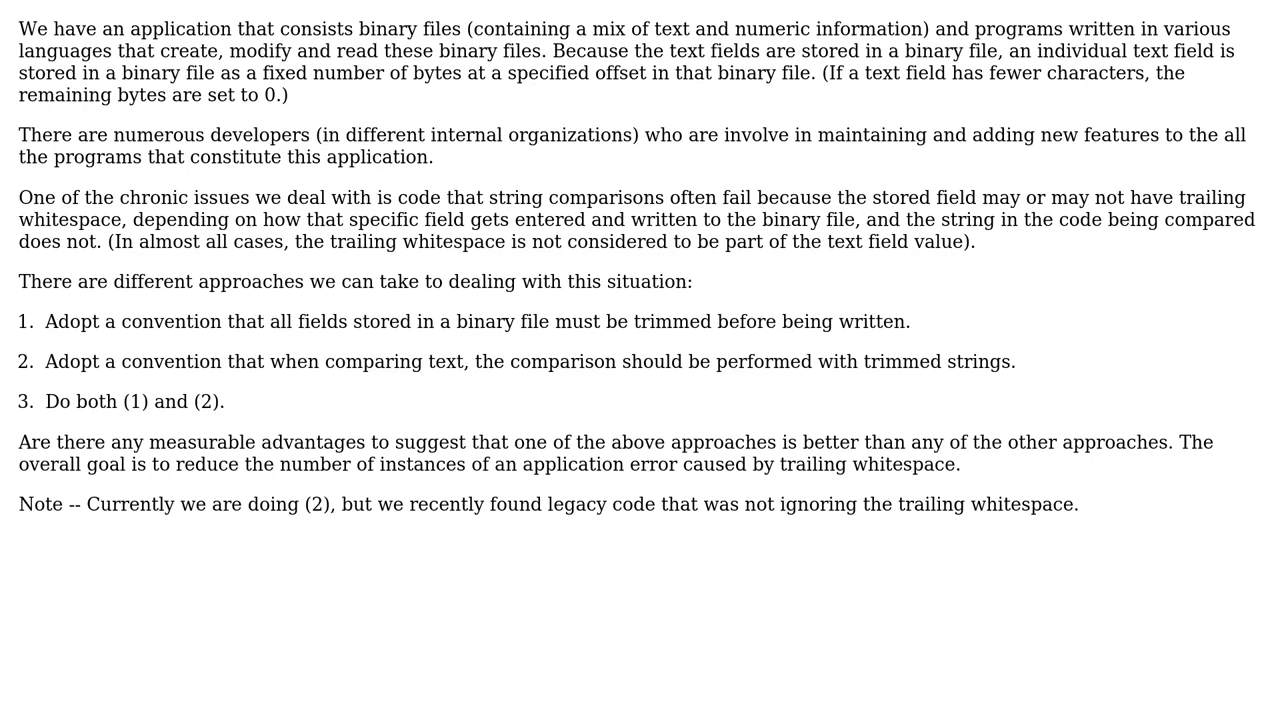 We have an application that consists binary files (containing a mix of text and numeric information) and programs written in various
languages that create, modify and read these binary files. Because the text fields are stored in a binary file, an individual text field is
stored in a binary file as a fixed number of bytes at a specified offset in that binary file. (If a text field has fewer characters, the
remaining bytes are set to 0.)
There are numerous developers (in different internal organizations) who are involve in maintaining and adding new features to the all
the programs that constitute this application.
One of the chronic issues we deal with is code that string comparisons often fail because the stored field may or may not have trailing
whitespace, depending on how that specific field gets entered and written to the binary file, and the string in the code being compared
does not. (In almost all cases, the trailing whitespace is not considered to be part of the text field value).
There are different approaches we can take to dealing with this situation:
1. Adopt a convention that all fields stored in a binary file must be trimmed before being written.
2. Adopt a convention that when comparing text, the comparison should be performed with trimmed strings.
3. Do both (1) and (2).
Are there any measurable advantages to suggest that one of the above approaches is better than any of the other approaches. The
overall goal is to reduce the number of instances of an application error caused by trailing whitespace.
Note -- Currently we are doing (2), but we recently found legacy code that was not ignoring the trailing whitespace.